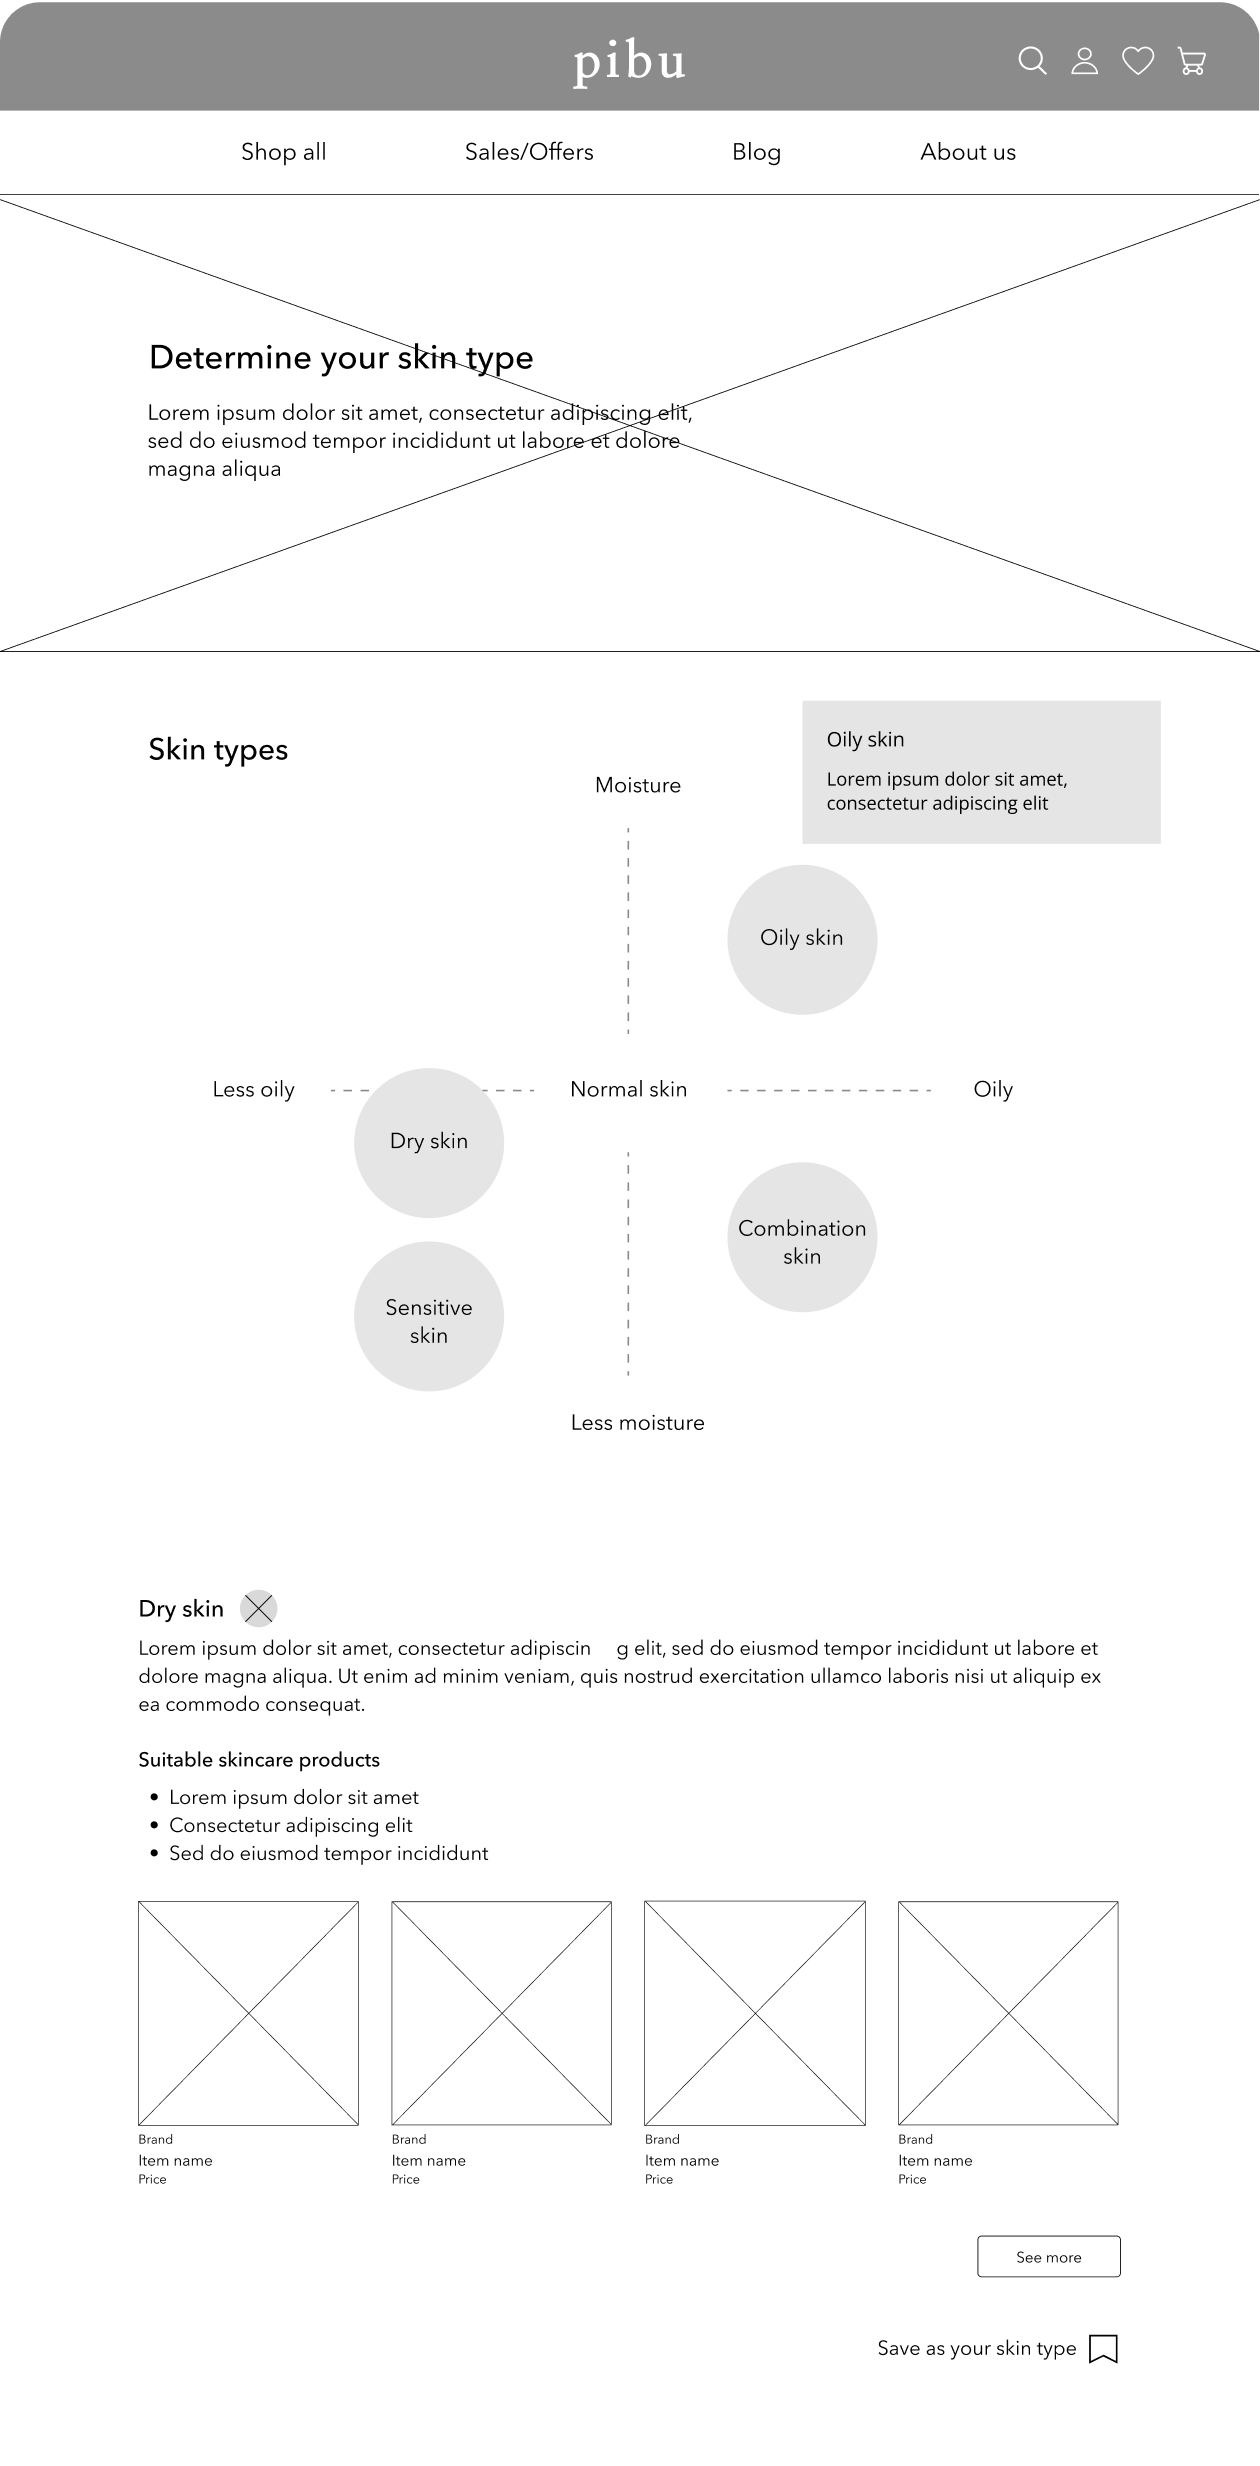 pibu
Shop all
Sales/Offers
Blog
About us
Determine your skin type
Lorem ipsum dolor sit amet, consectetur adipiscing elit,
sed do eiusmod tempor incididunt ut labore et dolore
magna aliqua
Skin types
Oily skin
Lorem ipsum dolor sit amet,
consectetur adipiscing elit
Moisture
Oily skin
Less oily
Normal skin
Oily
Dry skin
Combination
skin
Sensitive
skin
Less moisture
Dry skin
Lorem ipsum dolor sit amet, consectetur adipiscin g elit, sed do eiusmod tempor incididunt ut labore et
dolore magna aliqua. Ut enim ad minim veniam, quis nostrud exercitation ullamco laboris nisi ut aliquip ex
ea commodo consequat.
Suitable skincare products
• Lorem ipsum dolor sit amet
• Consectetur adipiscing elit
• Sed do eiusmod tempor incididunt
Brand
Item name
Price
Brand
Item name
Price
Brand
Item name
Price
Brand
Item name
Price
See more
Save as your skin type